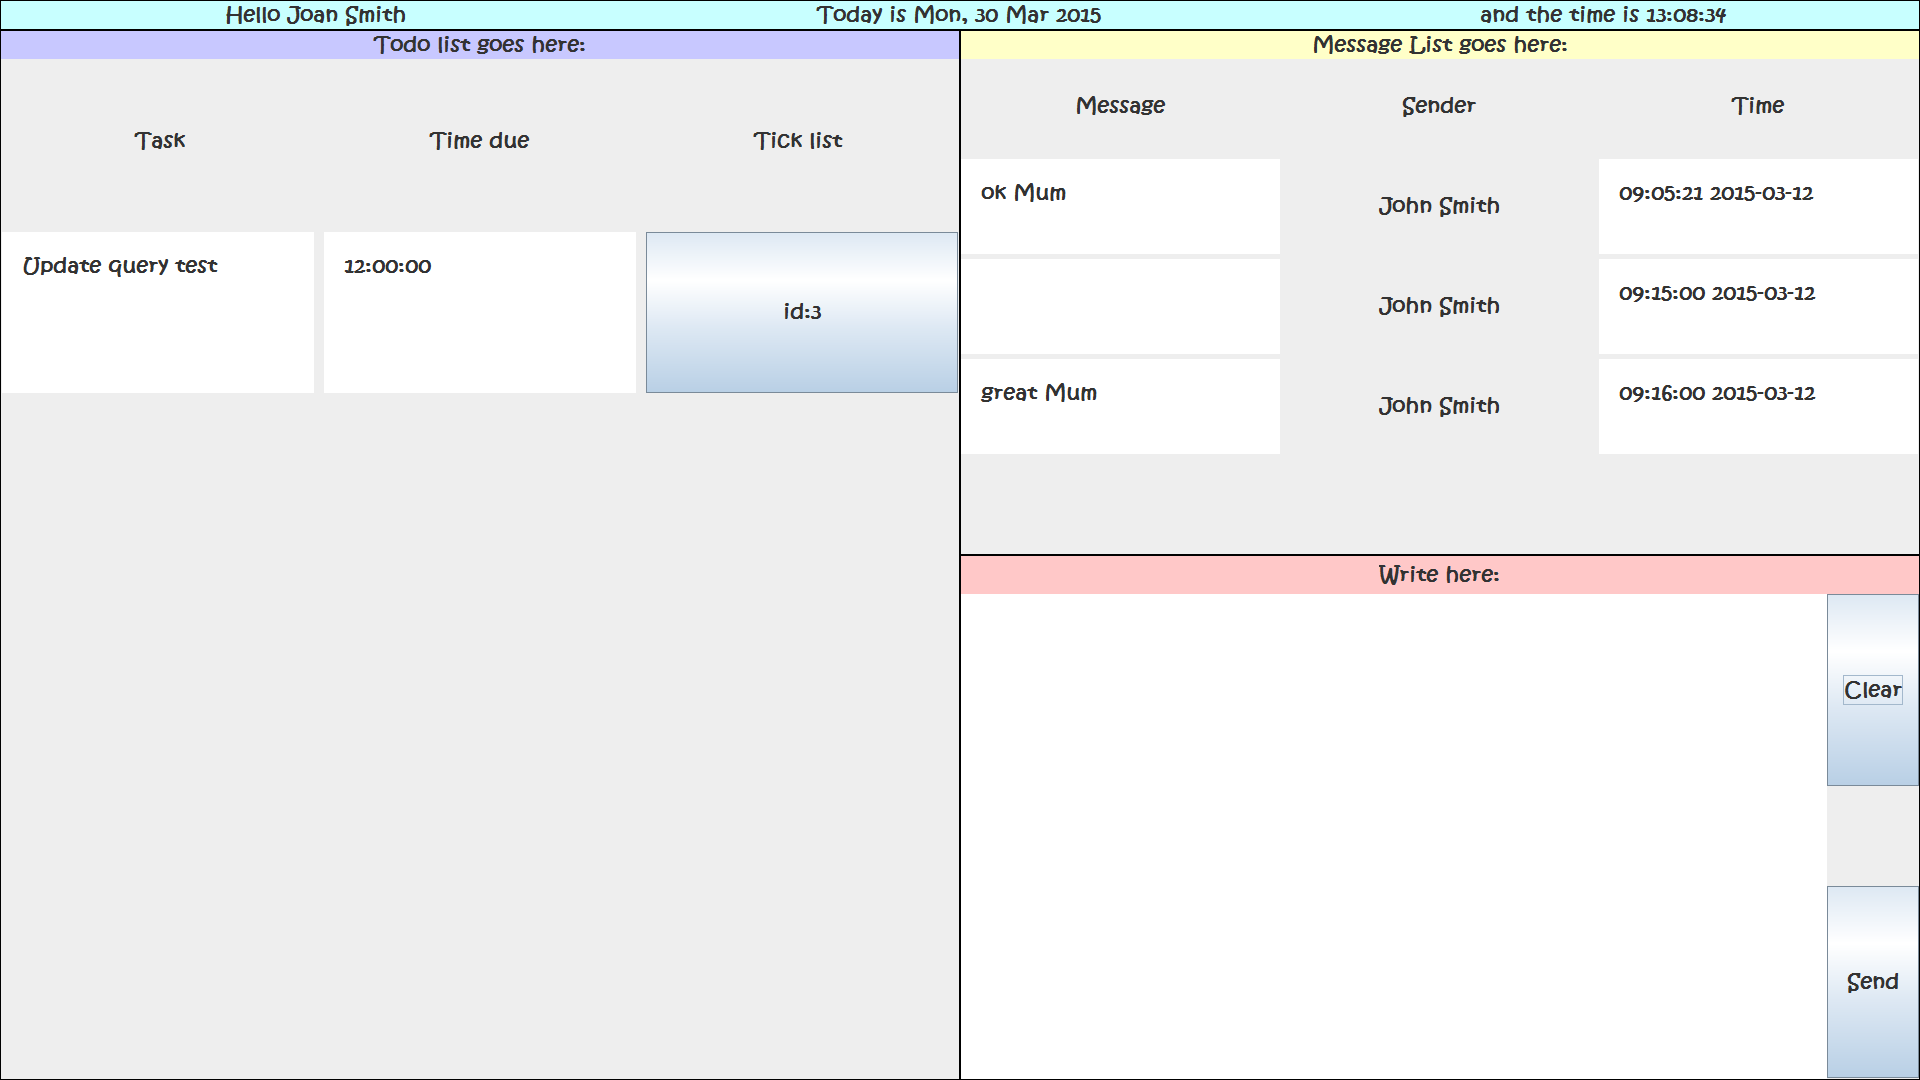 Hello Joan Smith Today is Mon, 30 Mar 2015 and the time is 13:08:34
Todo list goes here:
Task Time due Tick list
Update query test 12:00:00 id:3
Message List goes here:
Message Sender Time
ok Mum John Smith 09:05:21 2015-03-12
John Smith 09:15:00 2015-03-12
great Mum John Smith 09:16:00 2015-03-12
Write here:
Clear
Send